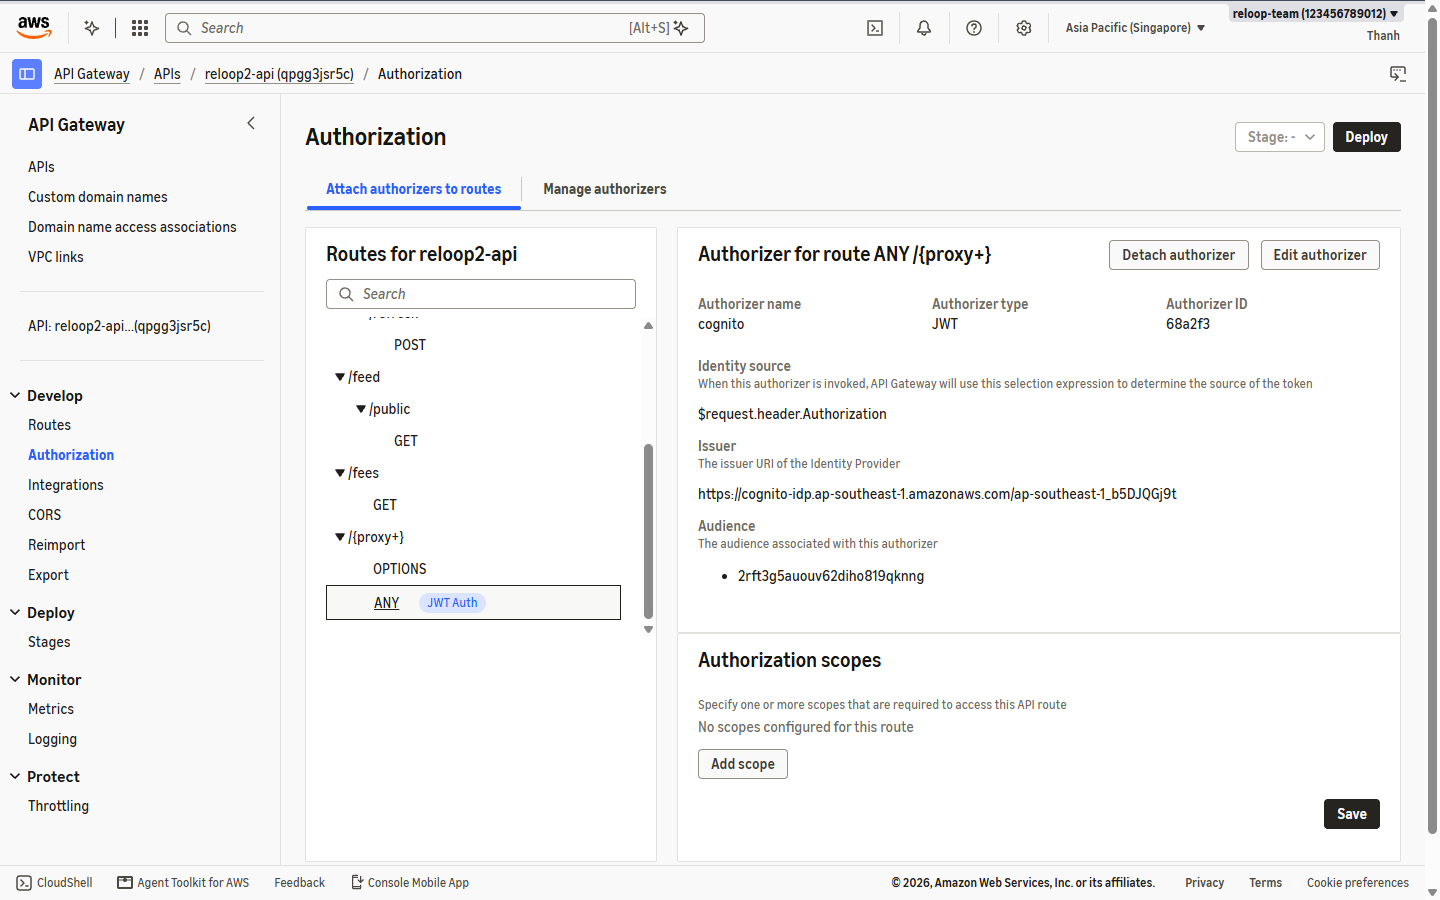 aws
Search
[Alt+S]
Asia Pacific (Singapore)
reloop-team (123456789012)
Thanh
API Gateway / APIs / reloop2-api (qpgg3jsr5c) / Authorization
API Gateway
APIs
Custom domain names
Domain name access associations
VPC links
API: reloop2-api...(qpgg3jsr5c)
Develop
Routes
Authorization
Integrations
CORS
Reimport
Export
Deploy
Stages
Monitor
Metrics
Logging
Protect
Throttling
Authorization
Stage: -
Deploy
Attach authorizers to routes
Manage authorizers
Routes for reloop2-api
Search
POST
/feed
/public
GET
/fees
GET
/{proxy+}
OPTIONS
ANY JWT Auth
Authorizer for route ANY /{proxy+}
Detach authorizer
Edit authorizer
Authorizer name
cognito
Authorizer type
JWT
Authorizer ID
68a2f3
Identity source
When this authorizer is invoked, API Gateway will use this selection expression to determine the source of the token
$request.header.Authorization
Issuer
The issuer URI of the Identity Provider
https://cognito-idp.ap-southeast-1.amazonaws.com/ap-southeast-1_b5DJQGj9t
Audience
The audience associated with this authorizer
• 2rft3g5auouv62diho819qknng
Authorization scopes
Specify one or more scopes that are required to access this API route
No scopes configured for this route
Add scope
Save
CloudShell
Agent Toolkit for AWS
Feedback
Console Mobile App
© 2026, Amazon Web Services, Inc. or its affiliates.
Privacy
Terms
Cookie preferences